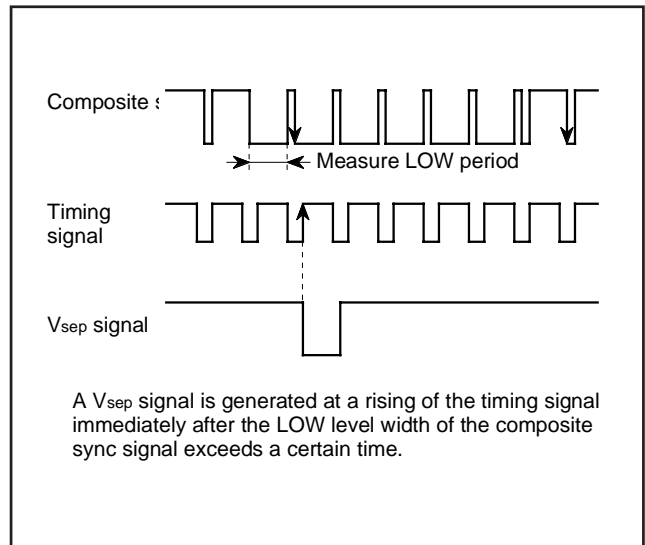 Composite
Measure LOW period
Timing
signal
Vsep signal
A Vsep signal is generated at a rising of the timing signal
immediately after the LOW level width of the composite
sync signal exceeds a certain time.